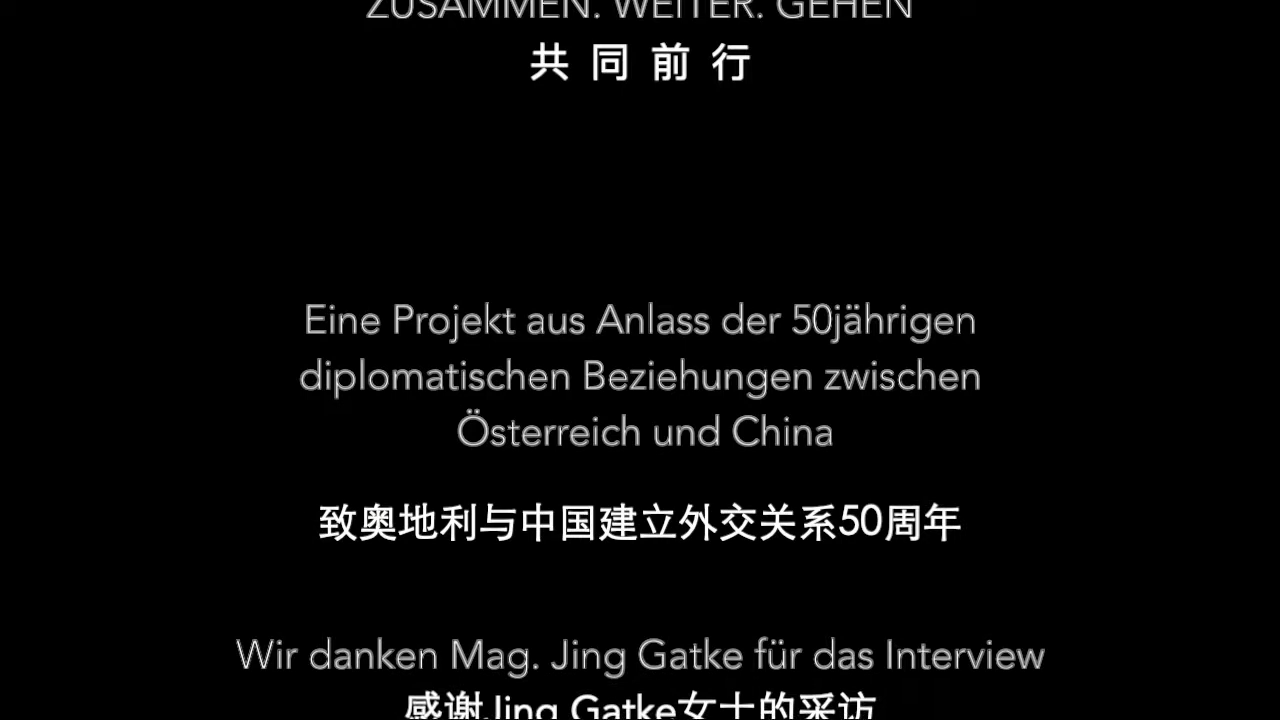 ZUSAMMEN. WEITER. GEHEN
共同前行
Eine Projekt aus Anlass der 50jährigen
diplomatischen Beziehungen zwischen
Österreich und China
致奥地利与中国建立外交关系50周年
Wir danken Mag. Jing Gatke für das Interview
感谢Jing Gatke女士的采访